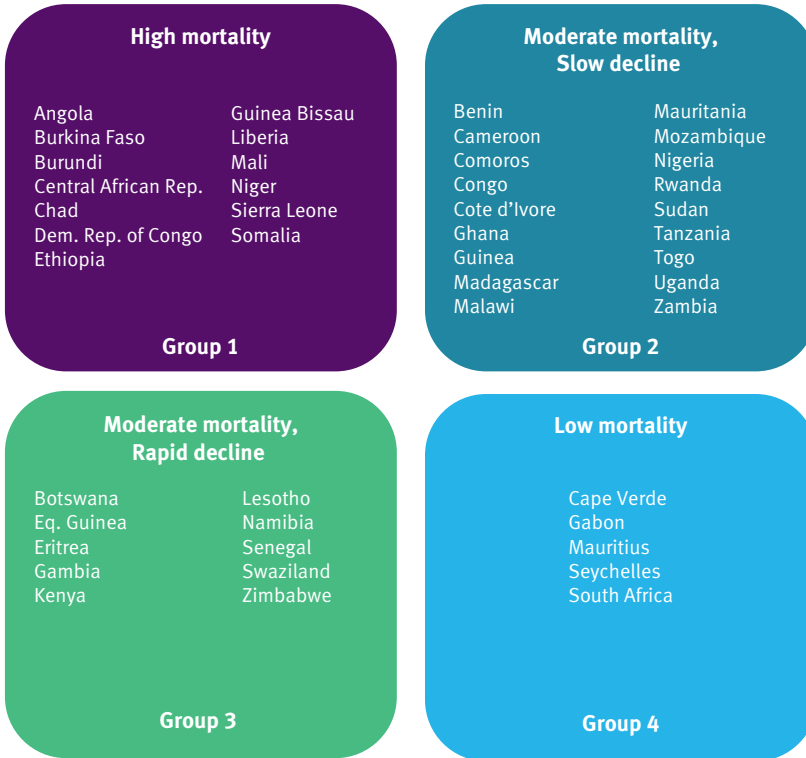 High mortality
Angola
Burkina Faso
Burundi
Central African Rep.
Chad
Dem. Rep. of Congo
Ethiopia
Guinea Bissau
Liberia
Mali
Niger
Sierra Leone
Somalia
Group 1
Moderate mortality,
Slow decline
Benin
Cameroon
Comoros
Congo
Cote d’Ivore
Ghana
Guinea
Madagascar
Malawi
Mauritania
Mozambique
Nigeria
Rwanda
Sudan
Tanzania
Togo
Uganda
Zambia
Group 2
Moderate mortality,
Rapid decline
Botswana
Eq. Guinea
Eritrea
Gambia
Kenya
Lesotho
Namibia
Senegal
Swaziland
Zimbabwe
Group 3
Low mortality
Cape Verde
Gabon
Mauritius
Seychelles
South Africa
Group 4